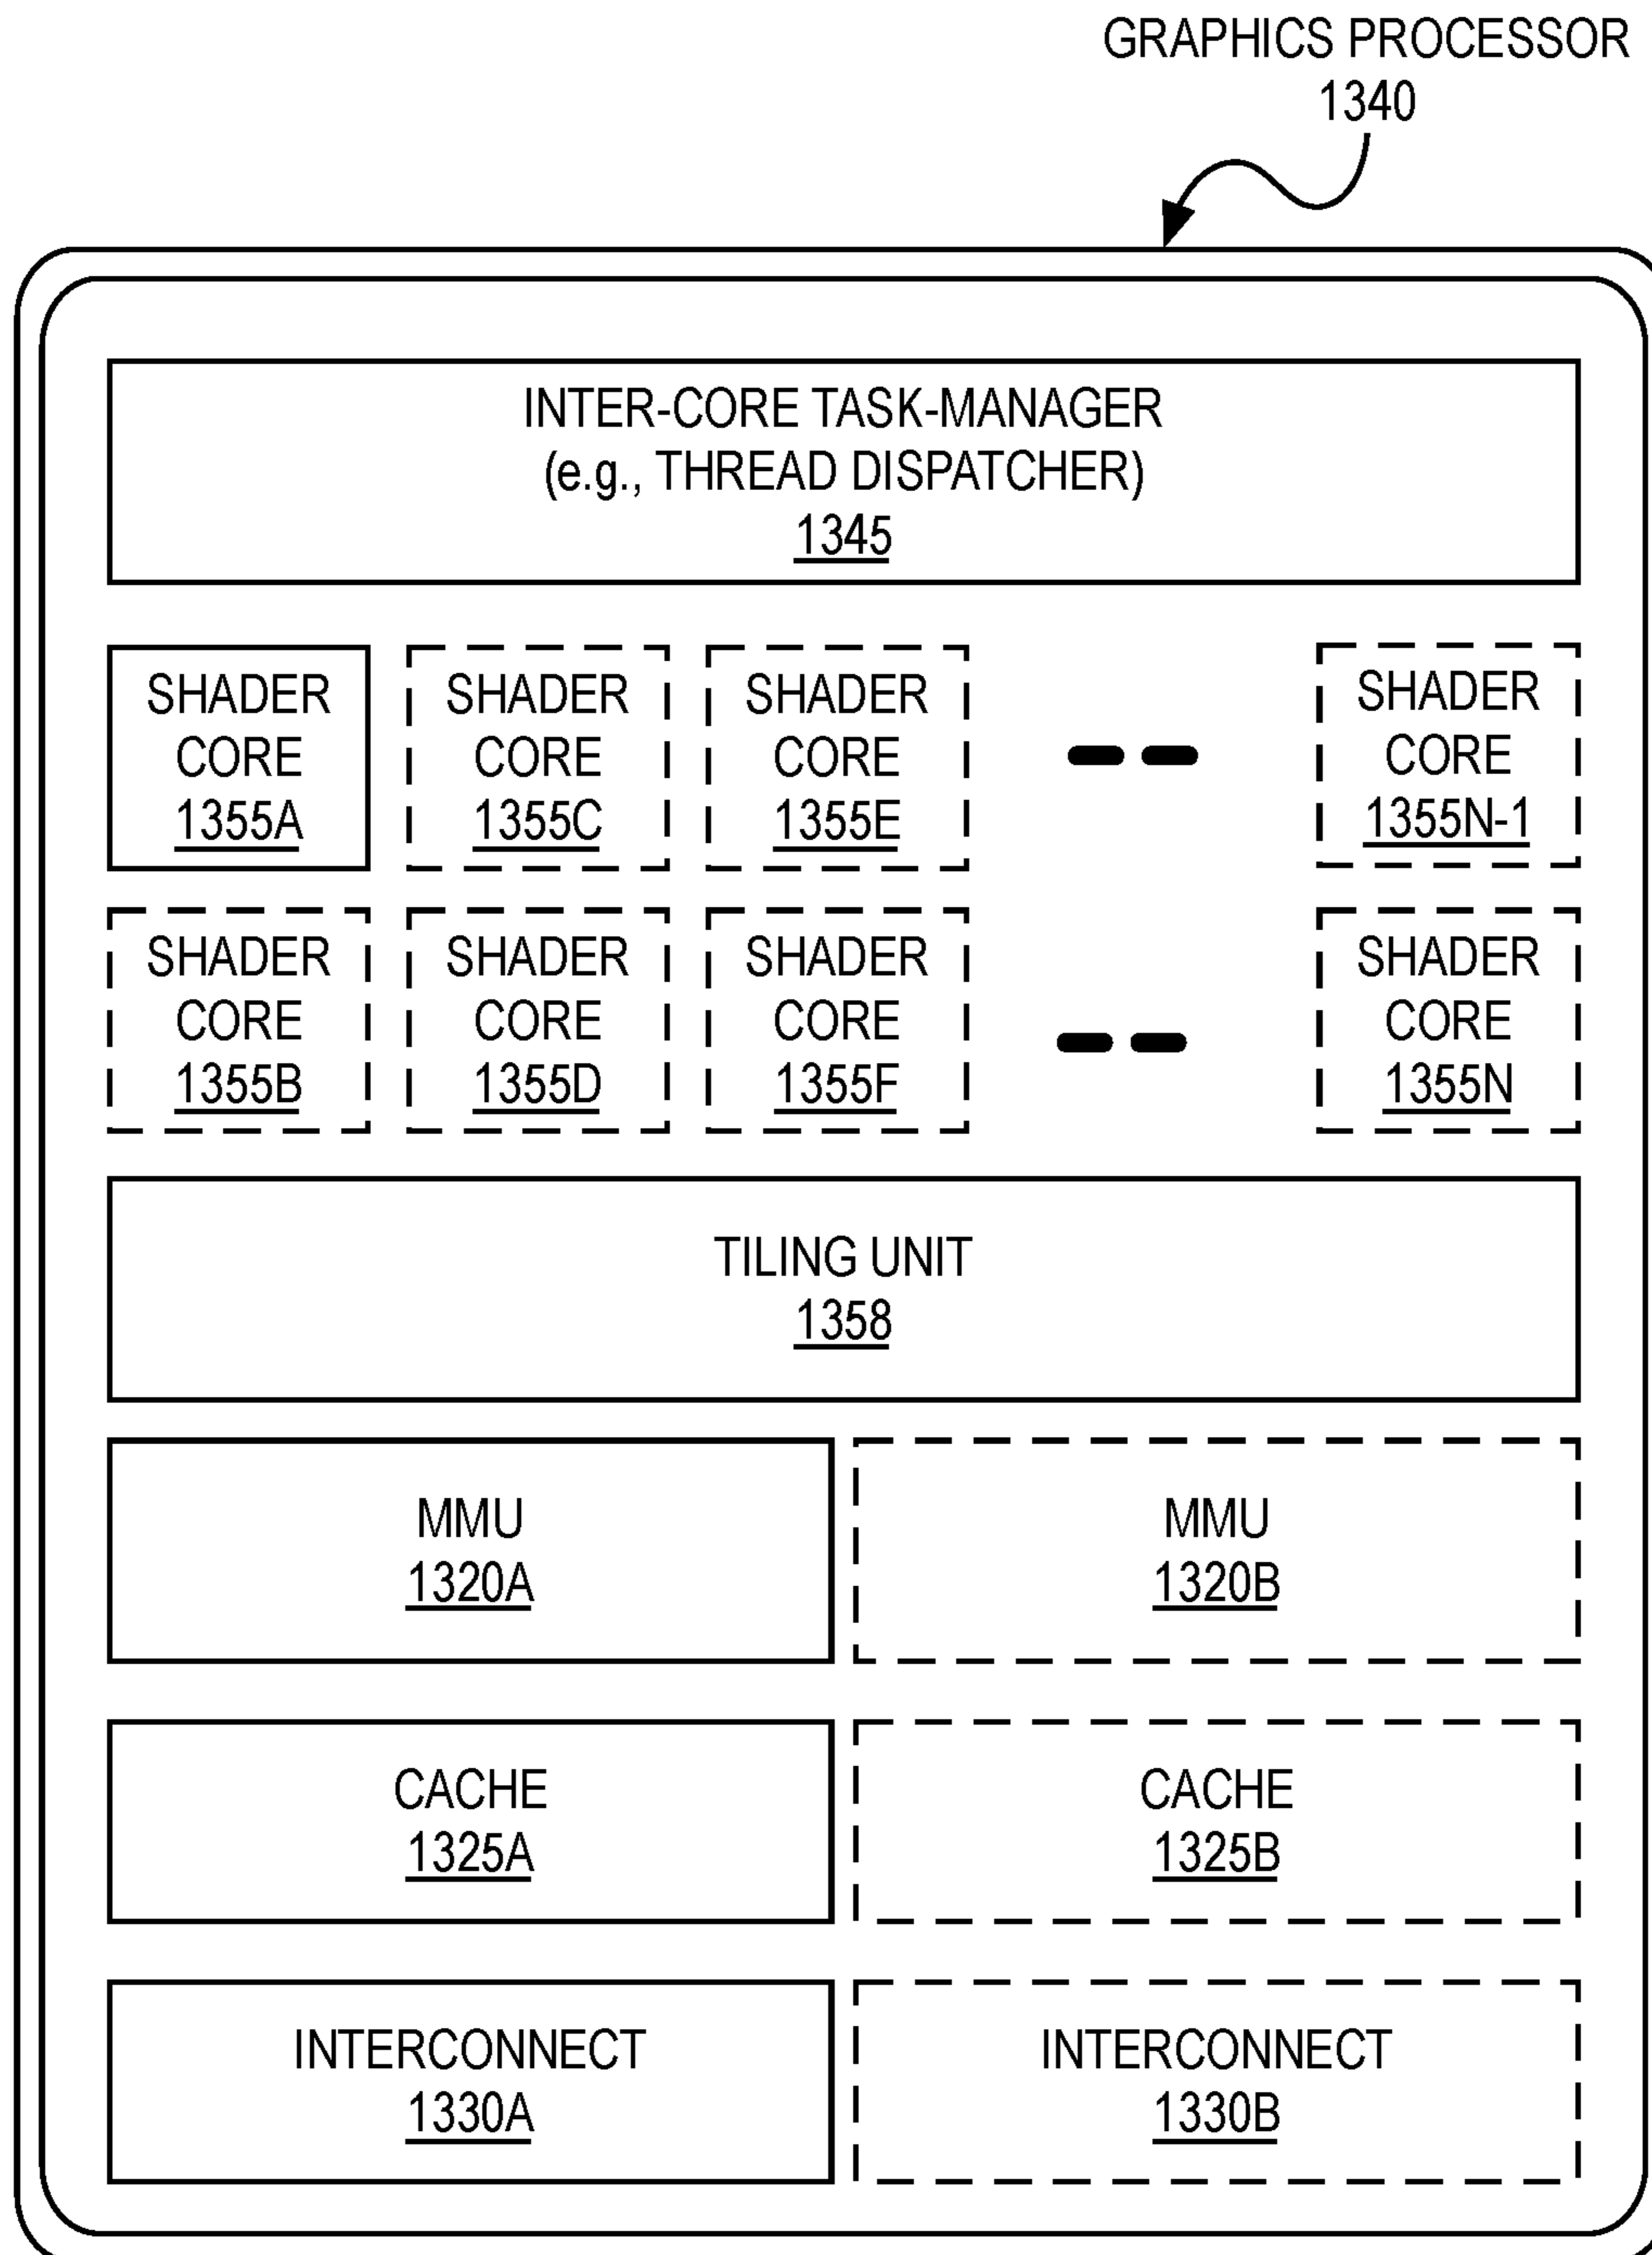 GRAPHICS PROCESSOR
1340
INTER-CORE TASK-MANAGER
(e.g., THREAD DISPATCHER)
1345
SHADER
CORE
1355A
SHADER
CORE
1355C
SHADER
CORE
1355E
SHADER
CORE
1355N-1
SHADER
CORE
1355B
SHADER
CORE
1355D
SHADER
CORE
1355F
SHADER
CORE
1355N
TILING UNIT
1358
MMU
1320A
MMU
1320B
CACHE
1325A
CACHE
1325B
INTERCONNECT
1330A
INTERCONNECT
1330B